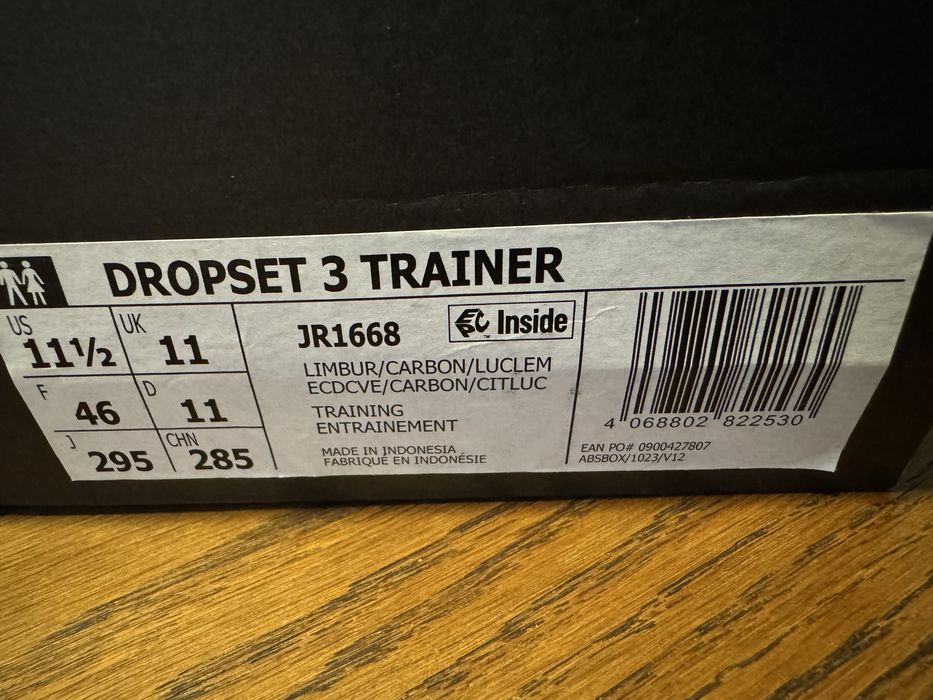 DROPSET 3 TRAINER
US
11½
UK
11
F
46
D
11
J
295
CHN
285
JR1668
EPC Inside
TM
LIMBUR/CARBON/LUCLEM
ECDCVE/CARBON/CITLUC
TRAINING
ENTRAINEMENT
MADE IN INDONESIA
FABRIQUE EN INDONÉSIE
4 068802 822530
EAN PO# 0900427807
ABSBOX/1023/V12